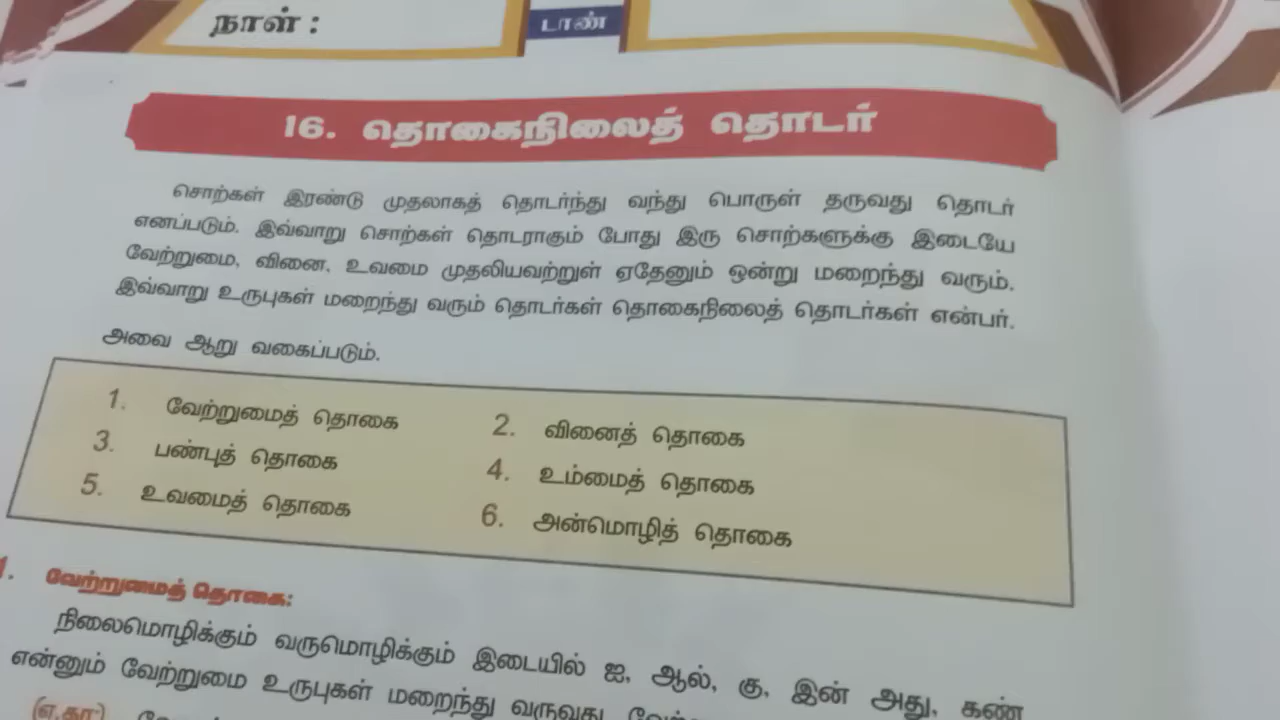 நாள் :
டாண்
16. தொகைநிலைத் தொடர்
சொற்கள் இரண்டு முதலாகத் தொடர்ந்து வந்து பொருள் தருவது தொடர்
எனப்படும். இவ்வாறு சொற்கள் தொடராகும் போது இரு சொற்களுக்கு இடையே
வேற்றுமை, வினை, உவமை முதலியவற்றுள் ஏதேனும் ஒன்று மறைந்து வரும்.
இவ்வாறு உருபுகள் மறைந்து வரும் தொடர்கள் தொகைநிலைத் தொடர்கள் என்பர்.
அவை ஆறு வகைப்படும்.
1. வேற்றுமைத் தொகை 2. வினைத் தொகை
3. பண்புத் தொகை 4. உம்மைத் தொகை
5. உவமைத் தொகை 6. அன்மொழித் தொகை
1. வேற்றுமைத் தொகை:
நிலைமொழிக்கும் வருமொழிக்கும் இடையில் ஐ, ஆல், கு, இன் அது, கண்
என்னும் வேற்றுமை உருபுகள் மறைந்து வருவது
(எ.கா)